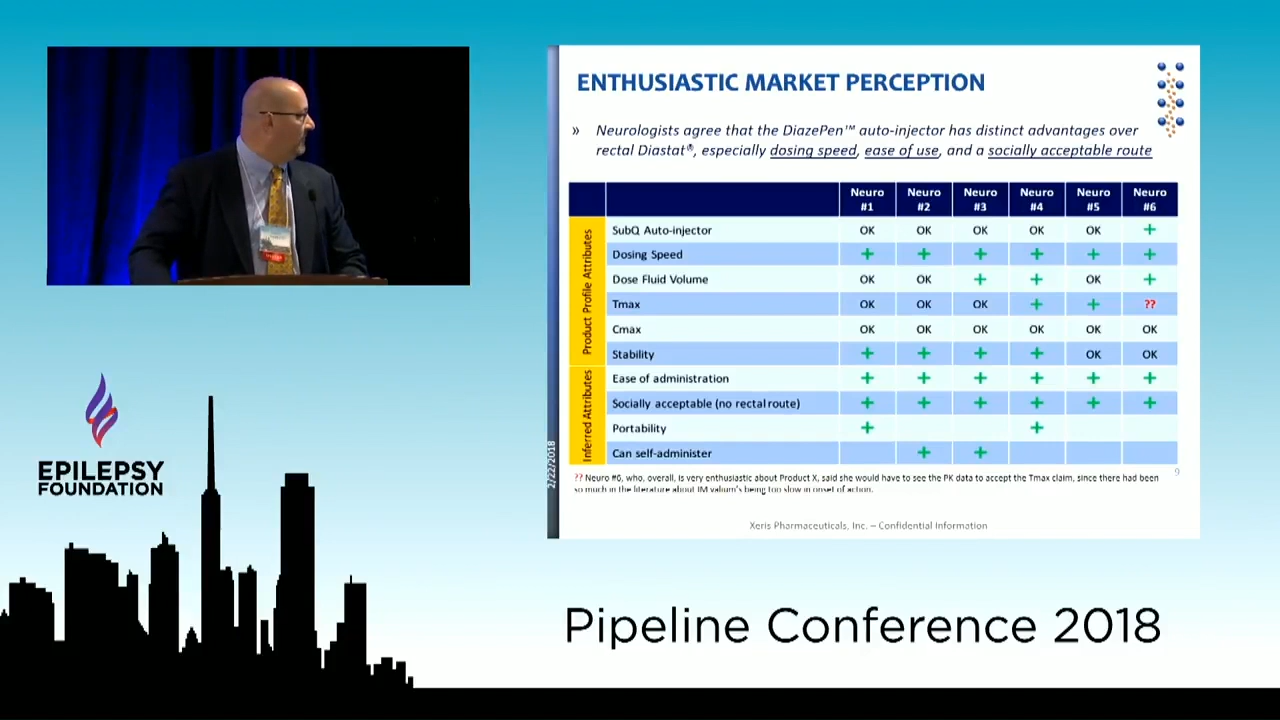 ENTHUSIASTIC MARKET PERCEPTION
» Neurologists agree that the DiazePen™ auto-injector has distinct advantages over
rectal Diastat®, especially dosing speed, ease of use, and a socially acceptable route
Neuro #1 Neuro #2 Neuro #3 Neuro #4 Neuro #5 Neuro #6
Product Profile Attributes
SubQ Auto-injector OK OK OK OK OK +
Dosing Speed + + + + + +
Dose Fluid Volume OK OK + + OK +
Tmax OK OK OK + + ??
Cmax OK OK OK OK OK OK
Stability + + + + OK OK
Inferred Attributes
Ease of administration + + + + + +
Socially acceptable (no rectal route) + + + + + +
Portability + +
Can self-administer + +
?? Neuro #6, who, overall, is very enthusiastic about Product X, said she would have to see the PK data to accept the Tmax claim, since there had been
so much in the literature about IM valium's being too slow in onset of action.
9
2/22/2018
Xeris Pharmaceuticals, Inc. – Confidential Information
EPILEPSY
FOUNDATION
Pipeline Conference 2018